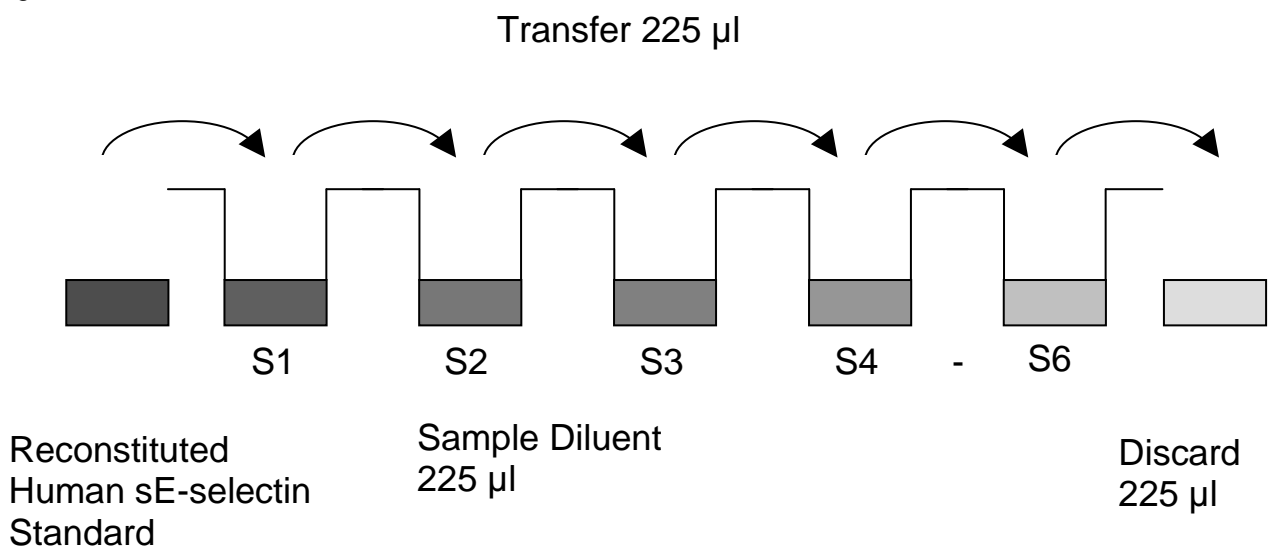 Transfer 225 µl
S1 S2 S3 S4 - S6
Reconstituted
Human sE-selectin
Standard
Sample Diluent
225 µl
Discard
225 µl